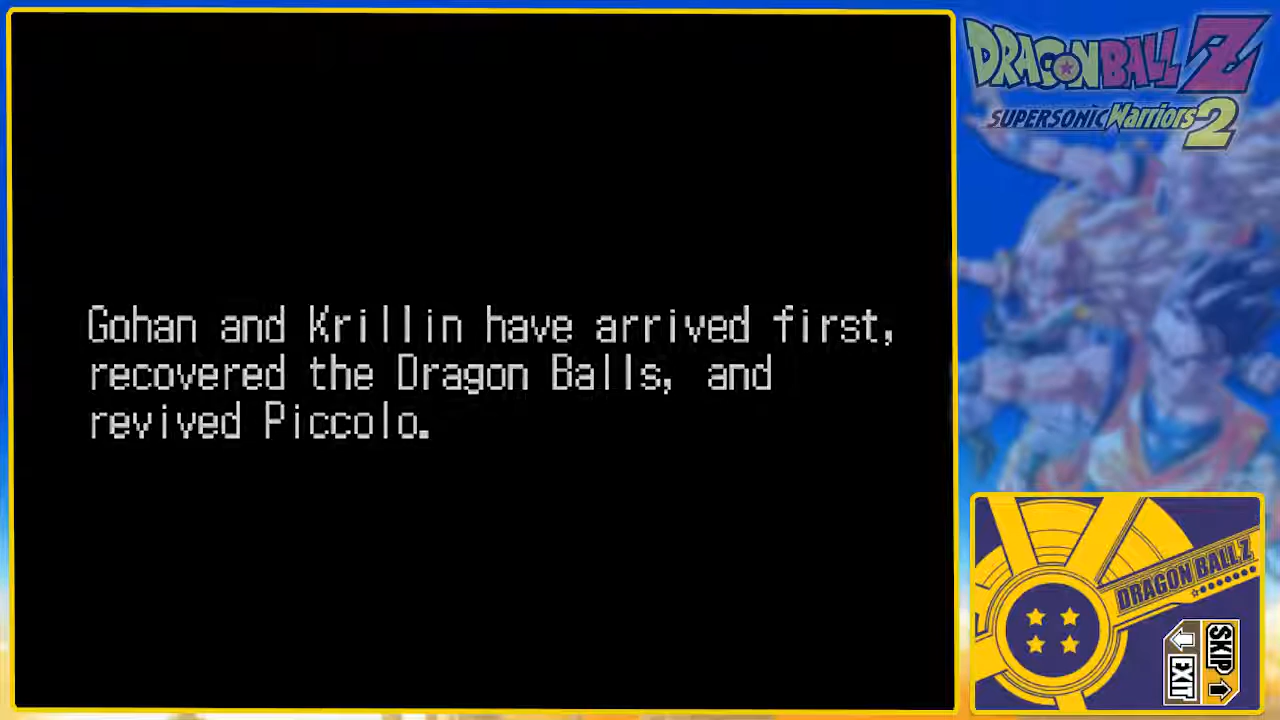 DRAGON BALL Z
SUPERSONIC Warriors 2
Gohan and Krillin have arrived first,
recovered the Dragon Balls, and
revived Piccolo.
DRAGON BALL Z
SKIP
EXIT